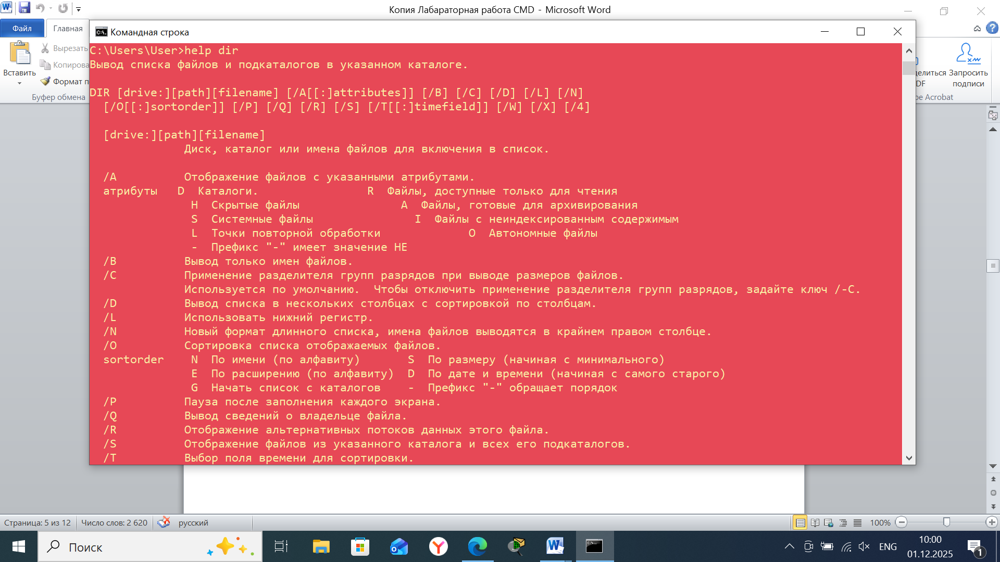 Копия Лабараторная работа CMD - Microsoft Word
Файл
Главная
Вставить
Вырезать
Буфер обмена
Запросить
подписи
Командная строка
C:\Users\User>help dir
Вывод списка файлов и подкаталогов в указанном каталоге.
DIR [drive:][path][filename] [/A[[:]attributes]] [/B] [/C] [/D] [/L] [/N]
[/O[[:]sortorder]] [/P] [/Q] [/R] [/S] [/T[[:]timefield]] [/W] [/X] [/4]
[drive:][path][filename]
Диск, каталог или имена файлов для включения в список.
/A Отображение файлов с указанными атрибутами.
атрибуты D Каталоги. R Файлы, доступные только для чтения
H Скрытые файлы A Файлы, готовые для архивирования
S Системные файлы I Файлы с неиндексированным содержимым
L Точки повторной обработки O Автономные файлы
- Префикс "-" имеет значение НЕ
/B Вывод только имен файлов.
/C Применение разделителя групп разрядов при выводе размеров файлов.
Используется по умолчанию. Чтобы отключить применение разделителя групп разрядов, задайте ключ /-C.
/D Вывод списка в нескольких столбцах с сортировкой по столбцам.
/L Использовать нижний регистр.
/N Новый формат длинного списка, имена файлов выводятся в крайнем правом столбце.
/O Сортировка списка отображаемых файлов.
sortorder N По имени (по алфавиту) S По размеру (начиная с минимального)
E По расширению (по алфавиту) D По дате и времени (начиная с самого старого)
G Начать список с каталогов - Префикс "-" обращает порядок
/P Пауза после заполнения каждого экрана.
/Q Вывод сведений о владельце файла.
/R Отображение альтернативных потоков данных этого файла.
/S Отображение файлов из указанного каталога и всех его подкаталогов.
/T Выбор поля времени для сортировки.
Страница: 5 из 12
Число слов: 2 620
русский
100%
Поиск
ENG
10:00
01.12.2025
1